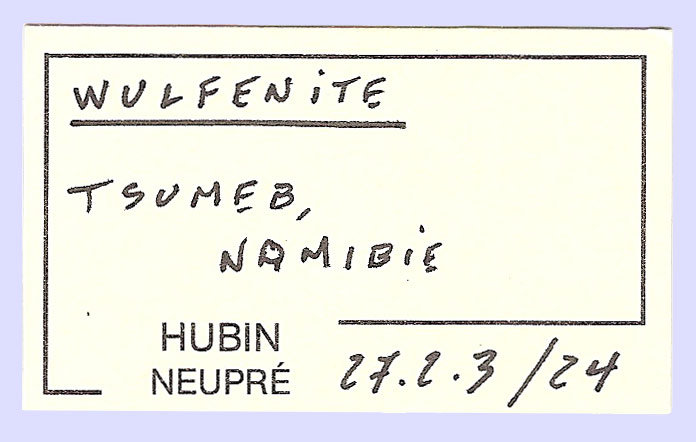 WULFENiTE
TSUMEB,
NAMIBiE
HUBIN
NEUPRÉ
27.2.3/24